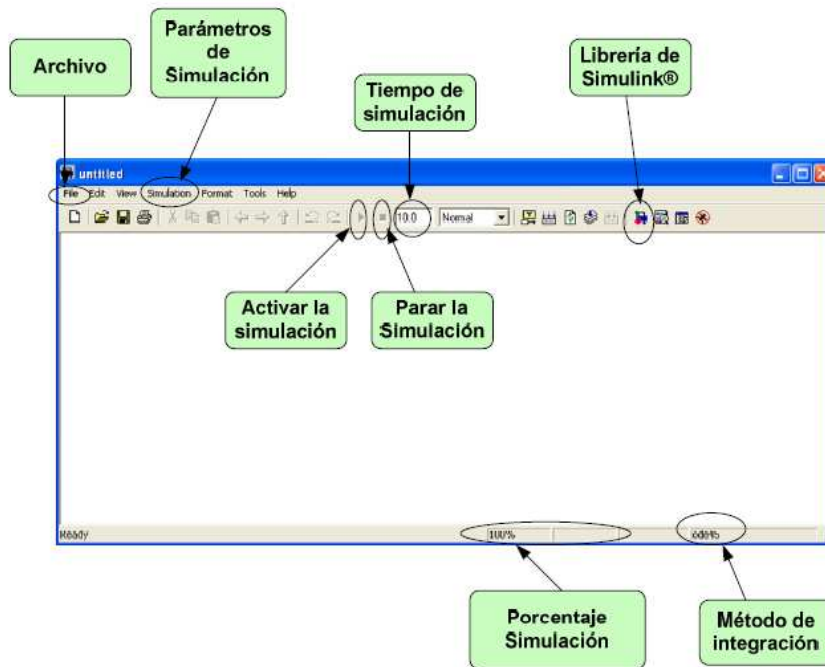 Parámetros
de
Simulación
Archivo
Tiempo de
simulación
Librería de
Simulink®
untitled
File Edit View Simulation Format Tools Help
10.0 Normal
Activar la
simulación
Parar la
Simulación
Ready 100% ode45
Porcentaje
Simulación
Método de
integración